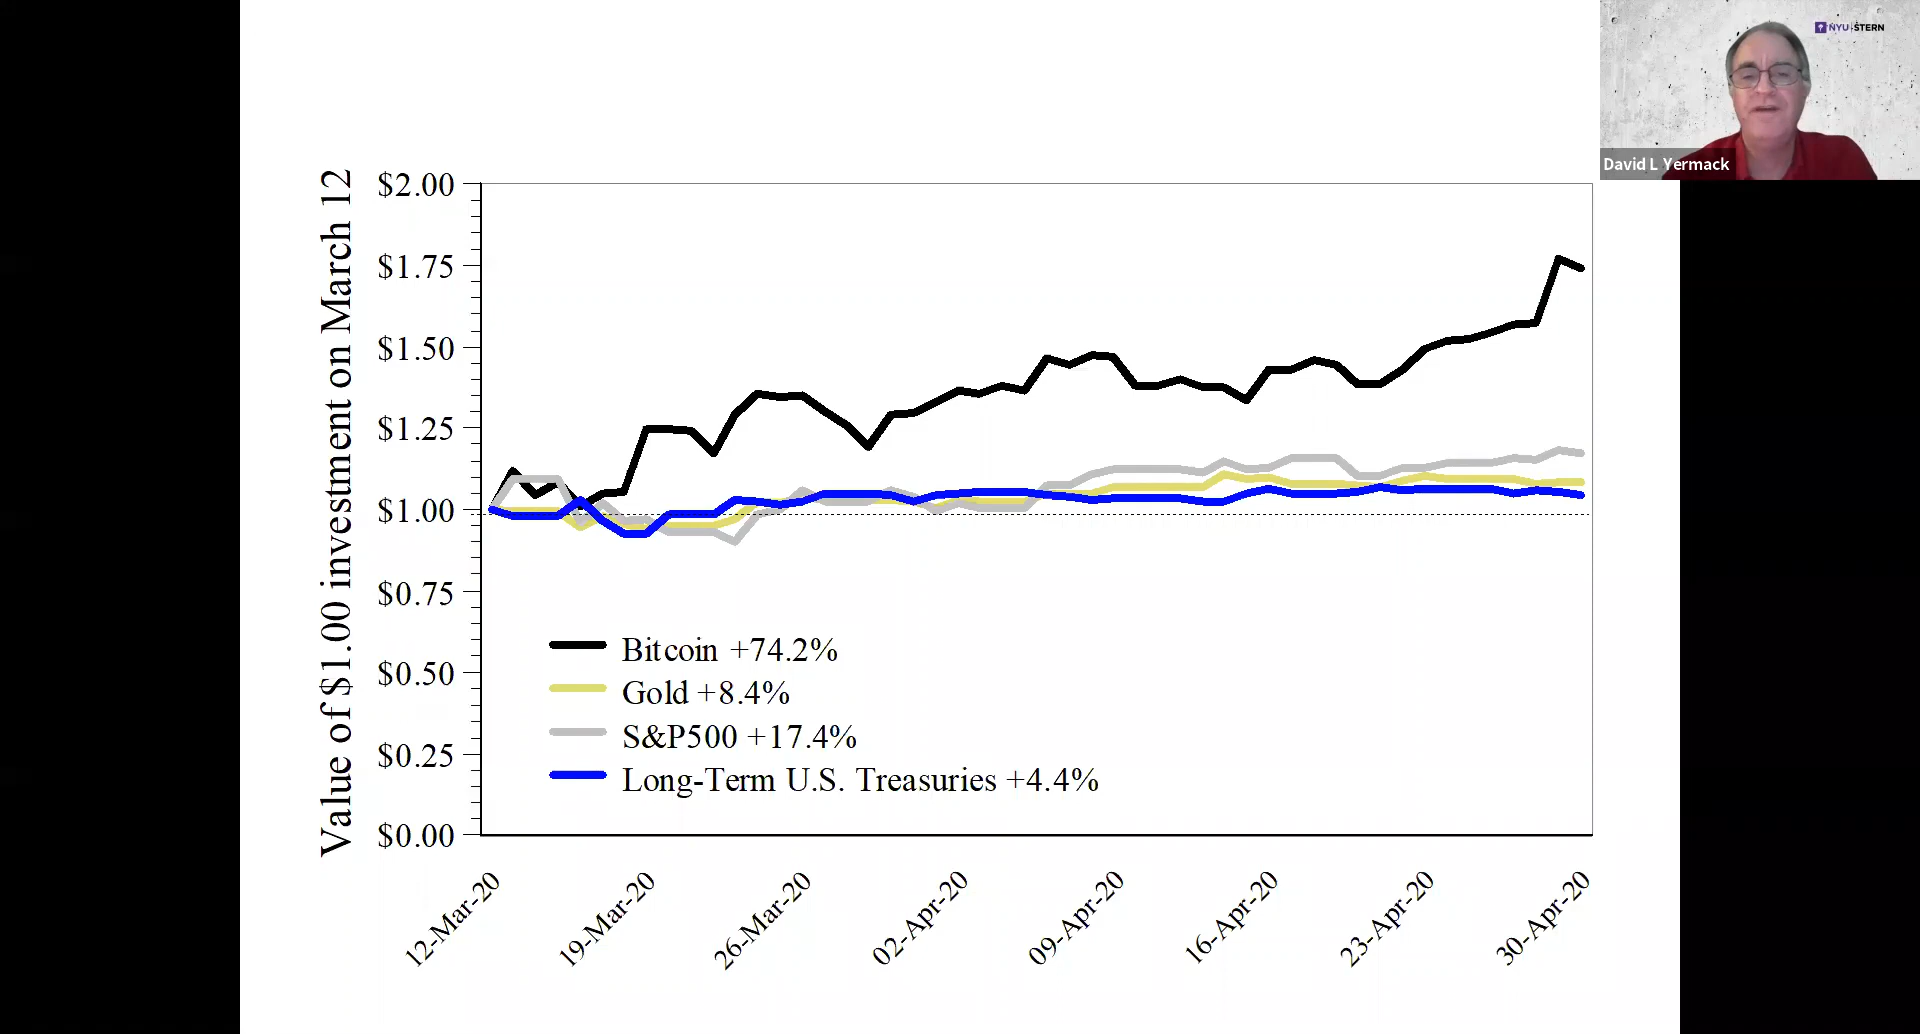 NYU STERN
David L Yermack
Value of $1.00 investment on March 12
$2.00
$1.75
$1.50
$1.25
$1.00
$0.75
$0.50
$0.25
$0.00
Bitcoin +74.2%
Gold +8.4%
S&P500 +17.4%
Long-Term U.S. Treasuries +4.4%
12-Mar-20
19-Mar-20
26-Mar-20
02-Apr-20
09-Apr-20
16-Apr-20
23-Apr-20
30-Apr-20